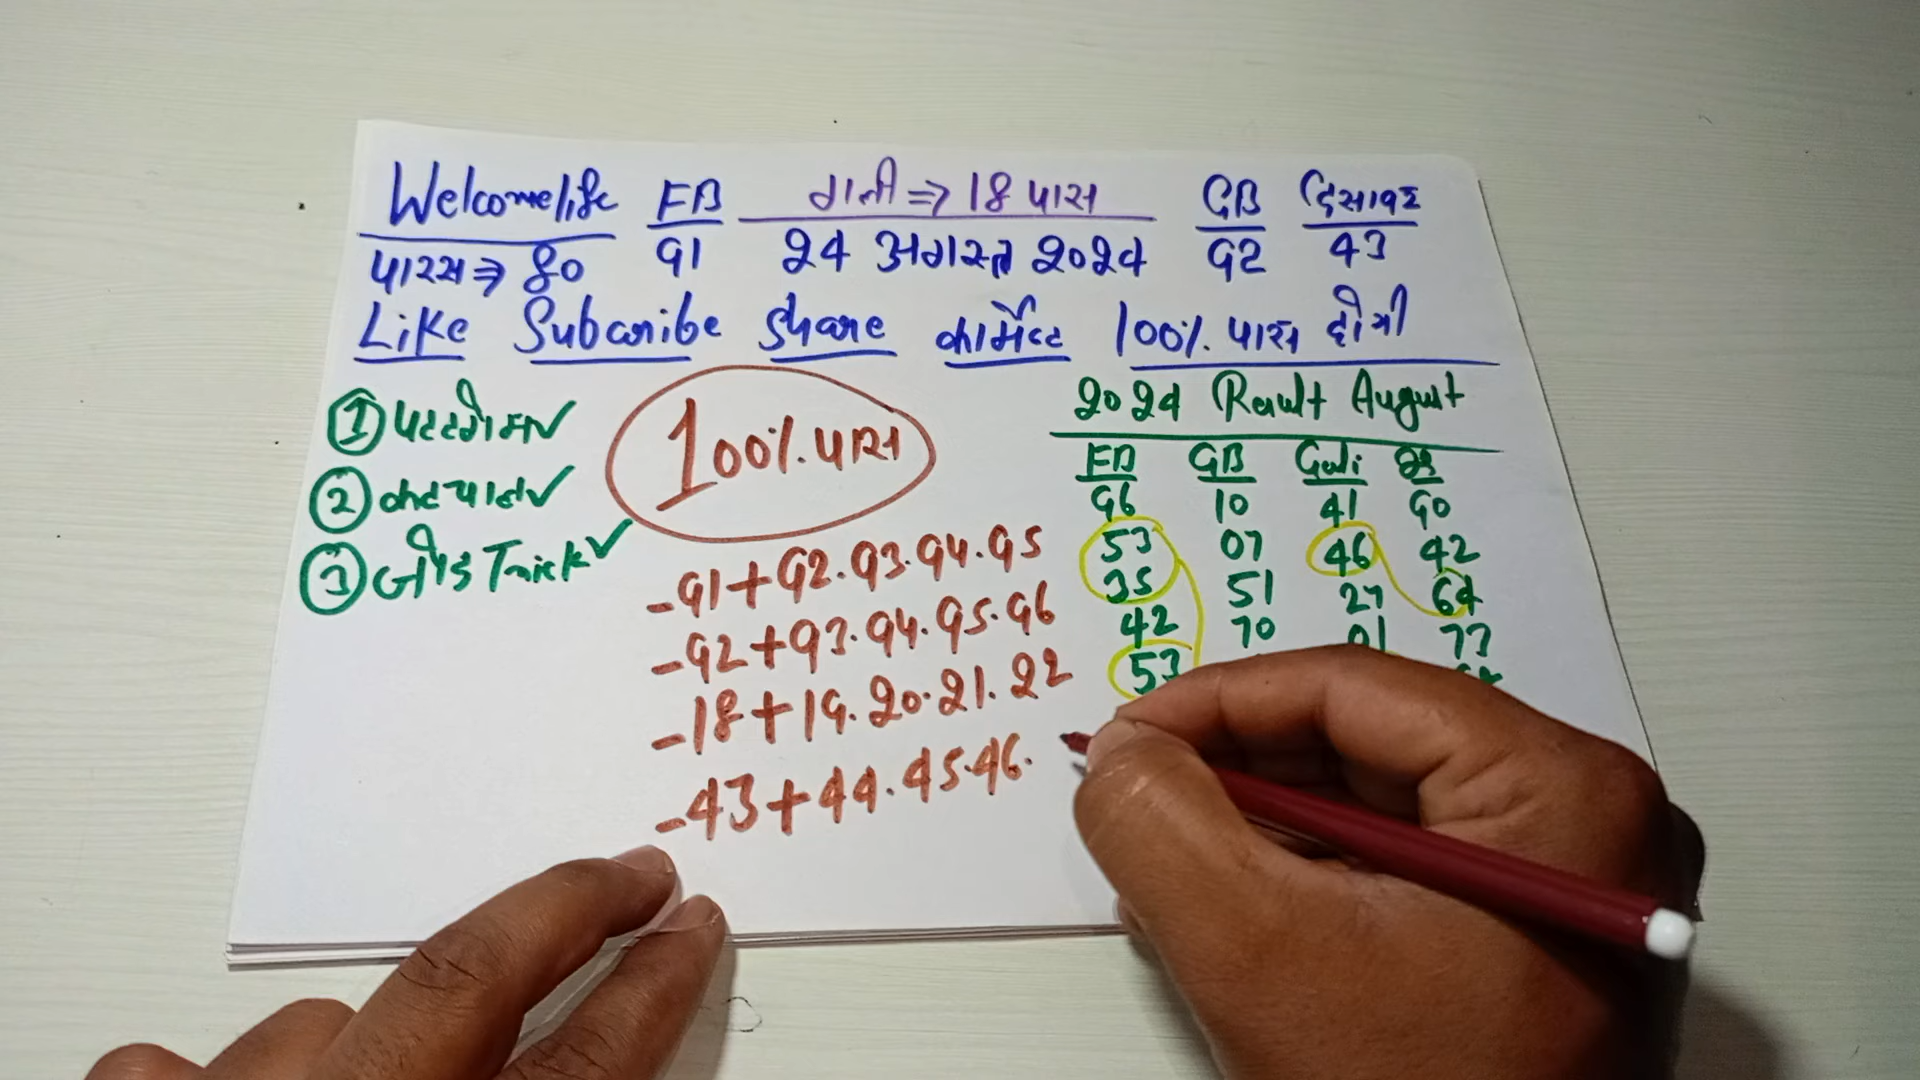 Welcomelife FB गली ⇒ 18 पास GB दिसावर
पारस ⇒ 80 91 24 अगस्त 2024 92 43
Like Subcribe Share कामेंट 100%. पास होगी
① ✓
②
③ जोड़ Trick ✓
100%. पास
-91+92.93.94.95
-92+93.94.95.96
-18+19.20.21.22
-43+44.45.46.
2024 Result August
FB GB Gali DS
96 10 41 90
53 07 46 42
35 51 27 64
42 70 01 77
53